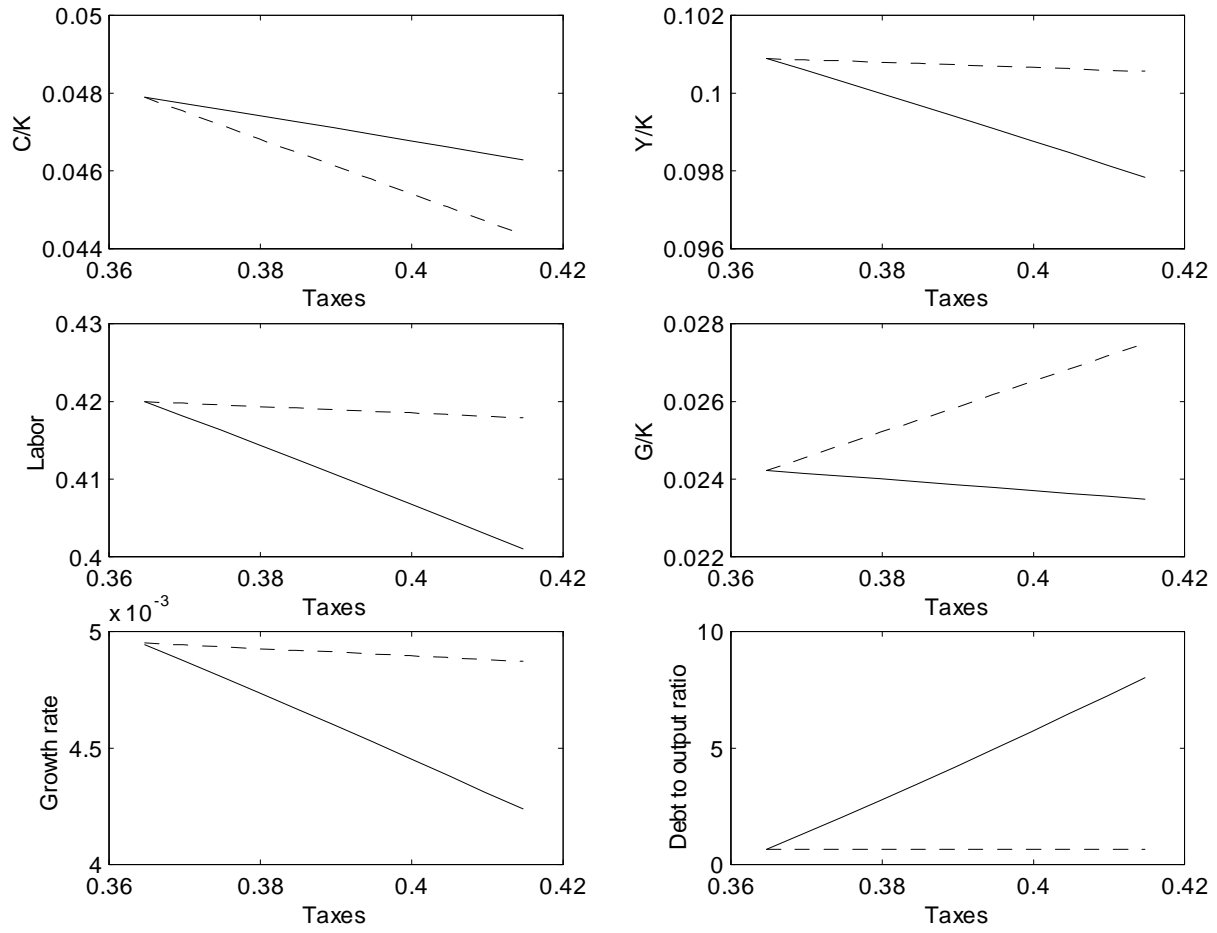 0.05
0.048
0.046
0.044
C/K
0.36 0.38 0.4 0.42
Taxes
0.102
0.1
0.098
0.096
Y/K
0.36 0.38 0.4 0.42
Taxes
0.43
0.42
0.41
0.4
Labor
0.36 0.38 0.4 0.42
Taxes
0.028
0.026
0.024
0.022
G/K
0.36 0.38 0.4 0.42
Taxes
x 10-3
5
4.5
4
Growth rate
0.36 0.38 0.4 0.42
Taxes
10
5
0
Debt to output ratio
0.36 0.38 0.4 0.42
Taxes